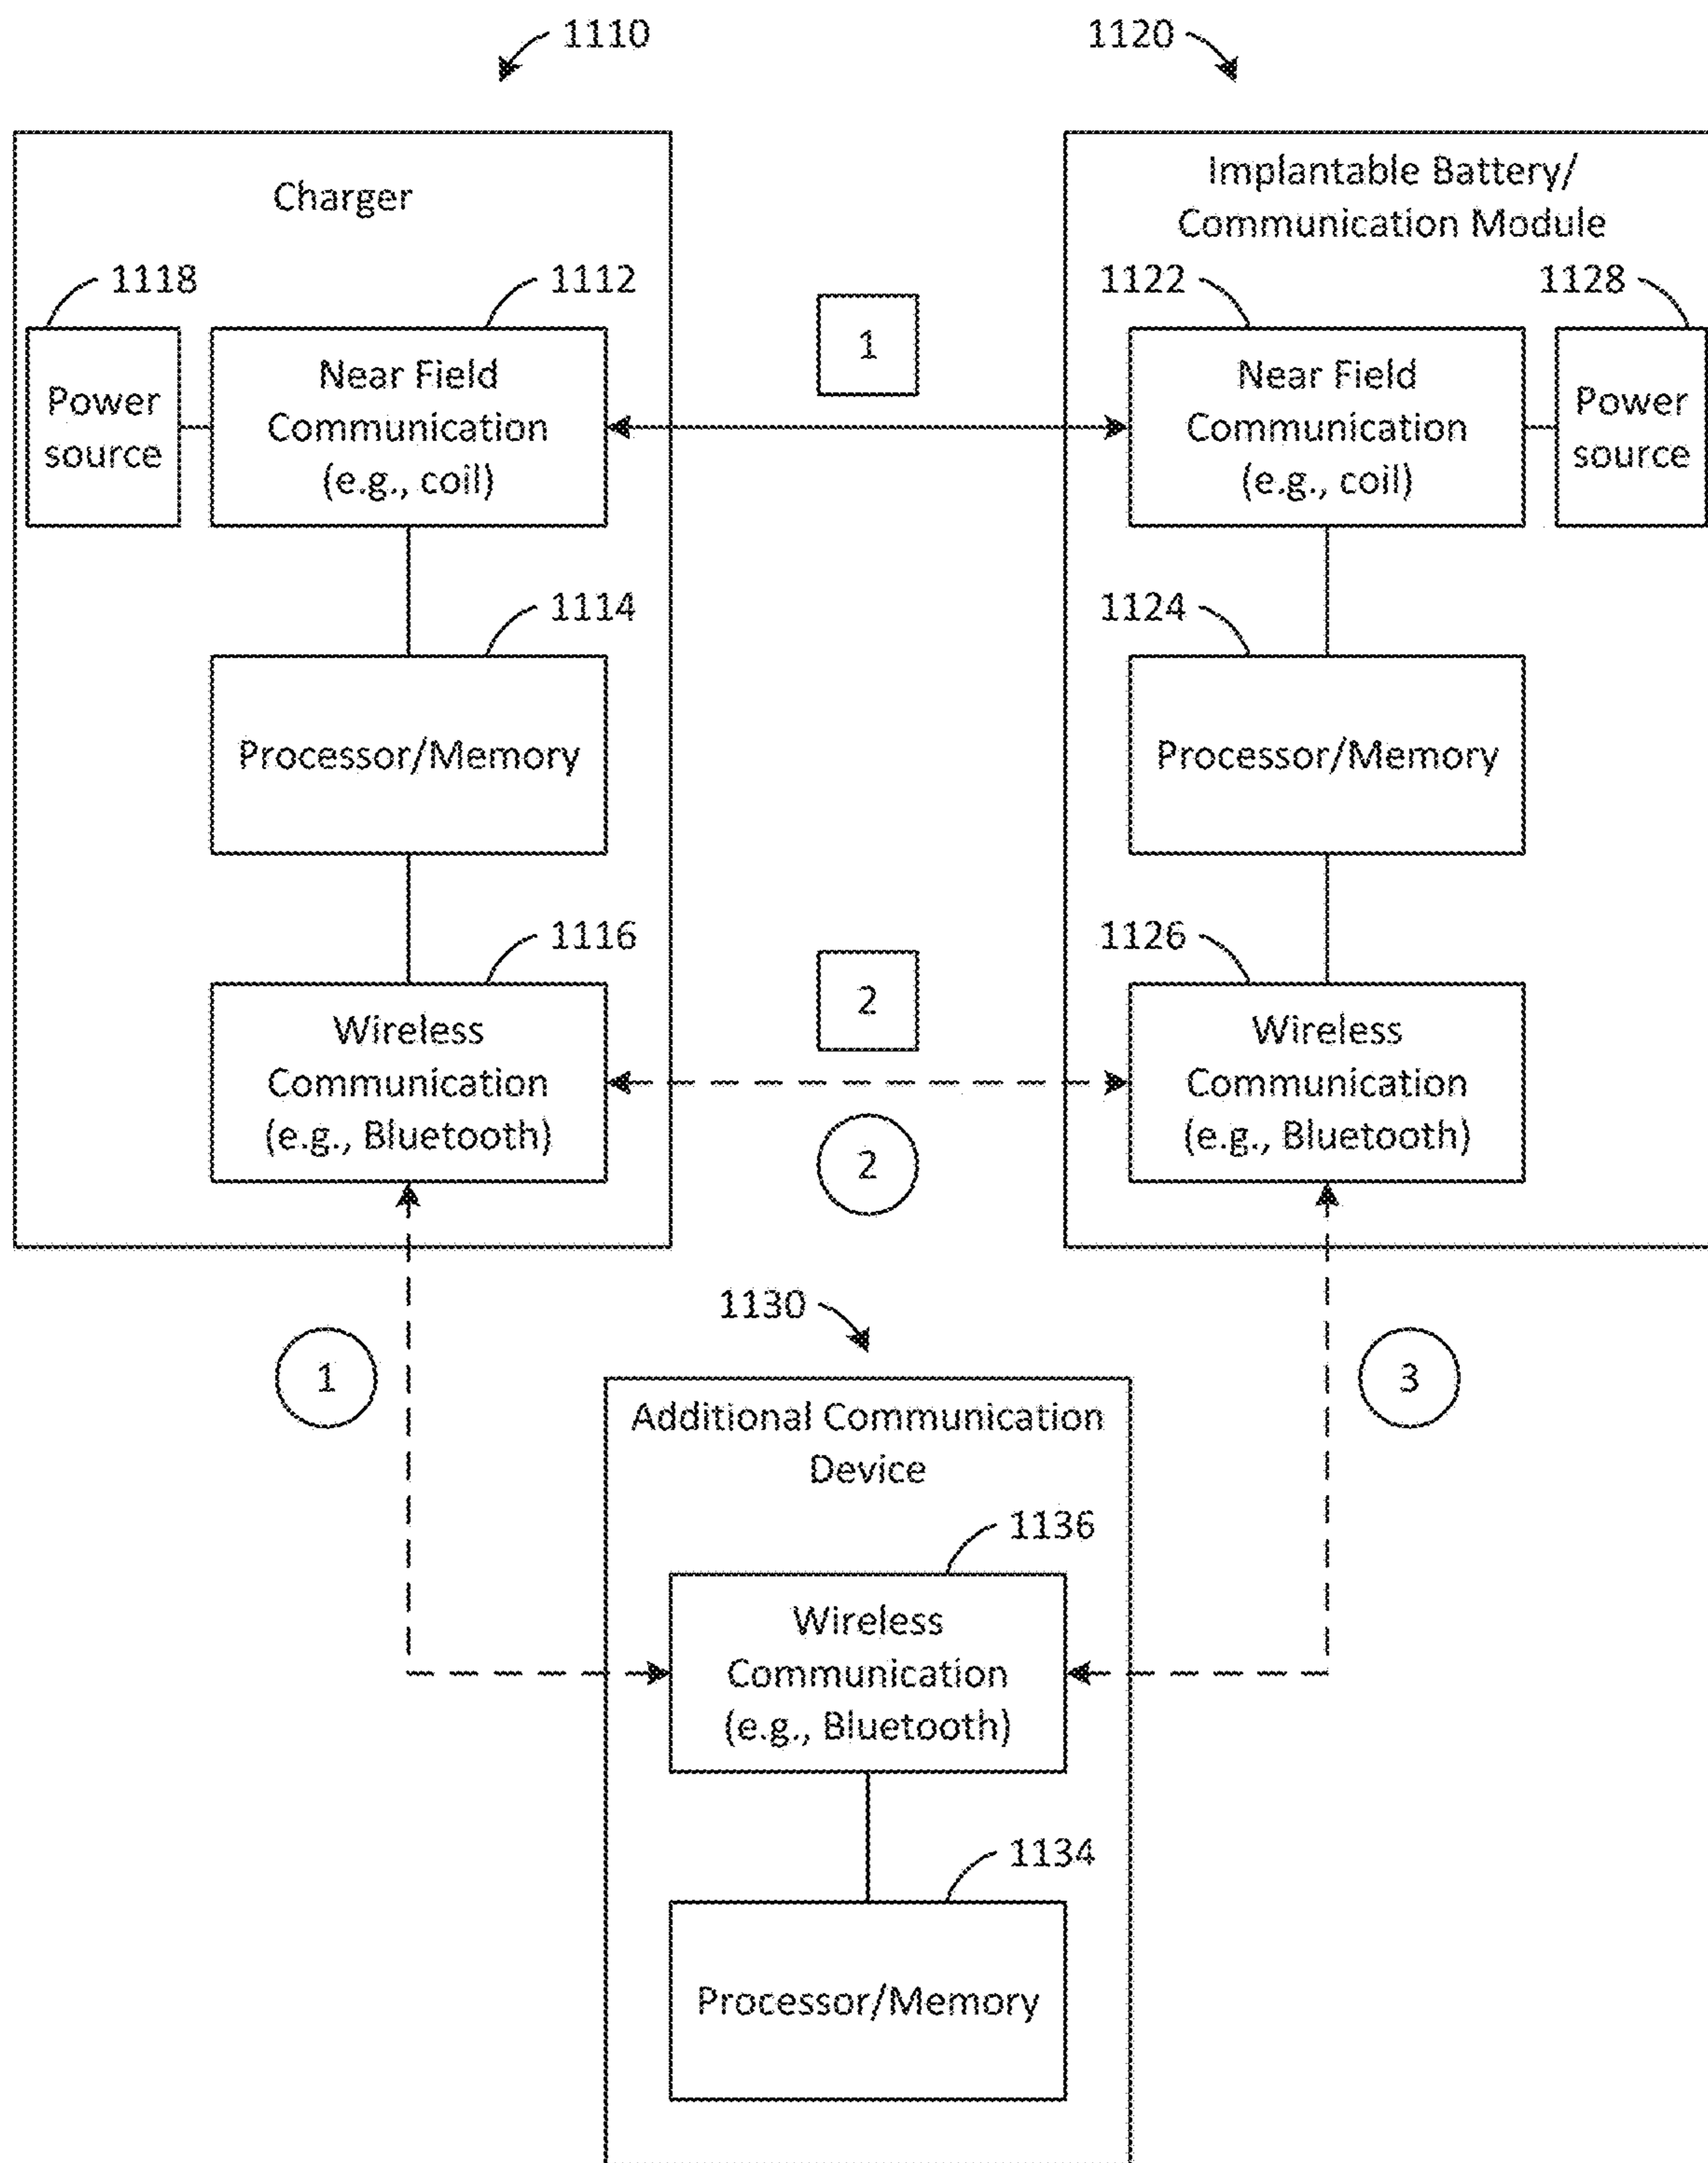 1110
1120
Charger
Implantable Battery/
Communication Module
1118
1112
1122
1128
Power
source
Near Field
Communication
(e.g., coil)
1
Near Field
Communication
(e.g., coil)
Power
source
1114
1124
Processor/Memory
Processor/Memory
1116
1126
2
Wireless
Communication
(e.g., Bluetooth)
Wireless
Communication
(e.g., Bluetooth)
2
1130
1
3
Additional Communication
Device
1136
Wireless
Communication
(e.g., Bluetooth)
1134
Processor/Memory